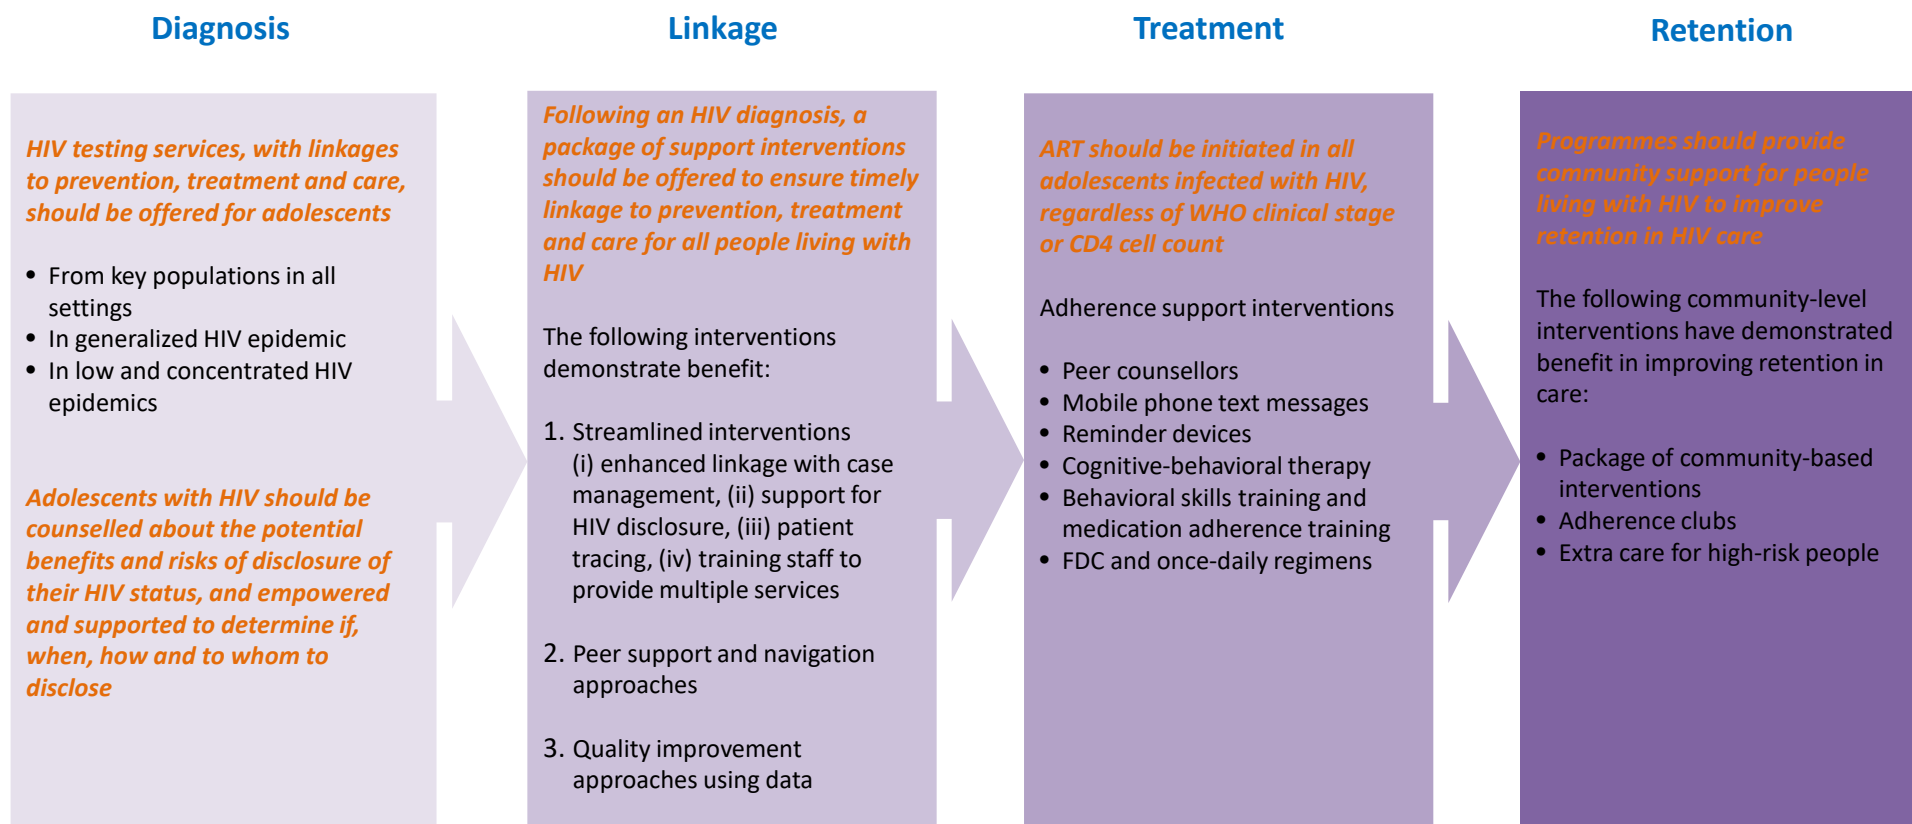 Diagnosis
HIV testing services, with linkages
to prevention, treatment and care,
should be offered for adolescents
• From key populations in all
settings
• In generalized HIV epidemic
• In low and concentrated HIV
epidemics
Adolescents with HIV should be
counselled about the potential
benefits and risks of disclosure of
their HIV status, and empowered
and supported to determine if,
when, how and to whom to
disclose
Linkage
Following an HIV diagnosis, a
package of support interventions
should be offered to ensure timely
linkage to prevention, treatment
and care for all people living with
HIV
The following interventions
demonstrate benefit:
1. Streamlined interventions
(i) enhanced linkage with case
management, (ii) support for
HIV disclosure, (iii) patient
tracing, (iv) training staff to
provide multiple services
2. Peer support and navigation
approaches
3. Quality improvement
approaches using data
Treatment
ART should be initiated in all
adolescents infected with HIV,
regardless of WHO clinical stage
or CD4 cell count
Adherence support interventions
• Peer counsellors
• Mobile phone text messages
• Reminder devices
• Cognitive-behavioral therapy
• Behavioral skills training and
medication adherence training
• FDC and once-daily regimens
Retention
Programmes should provide
community support for people
living with HIV to improve
retention in HIV care
The following community-level
interventions have demonstrated
benefit in improving retention in
care:
• Package of community-based
interventions
• Adherence clubs
• Extra care for high-risk people